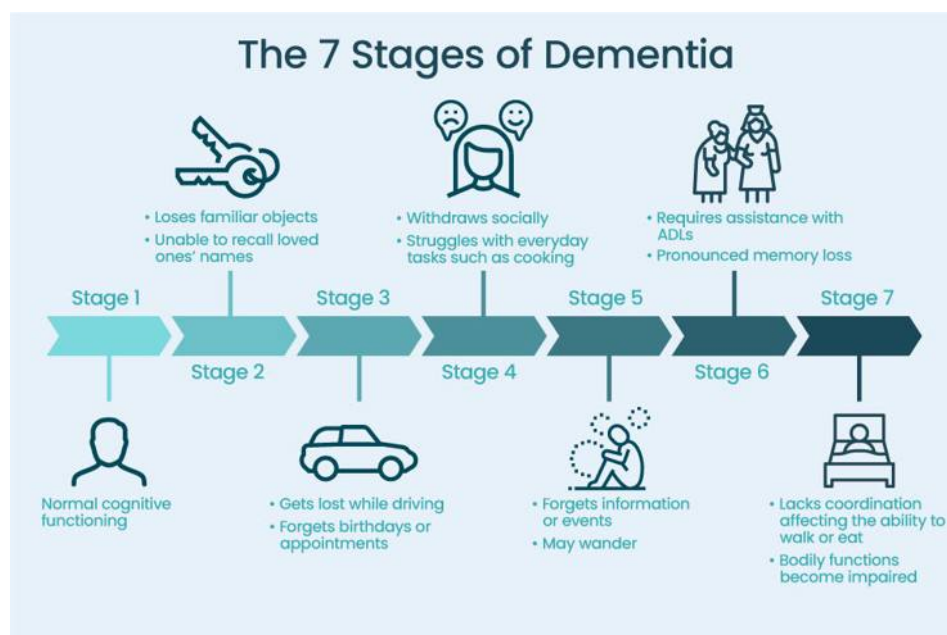 The 7 Stages of Dementia
Stage 1
Normal cognitive
functioning
Stage 2
• Loses familiar objects
• Unable to recall loved
ones' names
Stage 3
• Gets lost while driving
• Forgets birthdays or
appointments
Stage 4
• Withdraws socially
• Struggles with everyday
tasks such as cooking
Stage 5
• Forgets information
or events
• May wander
Stage 6
• Requires assistance with
ADLs
• Pronounced memory loss
Stage 7
• Lacks coordination
affecting the ability to
walk or eat
• Bodily functions
become impaired